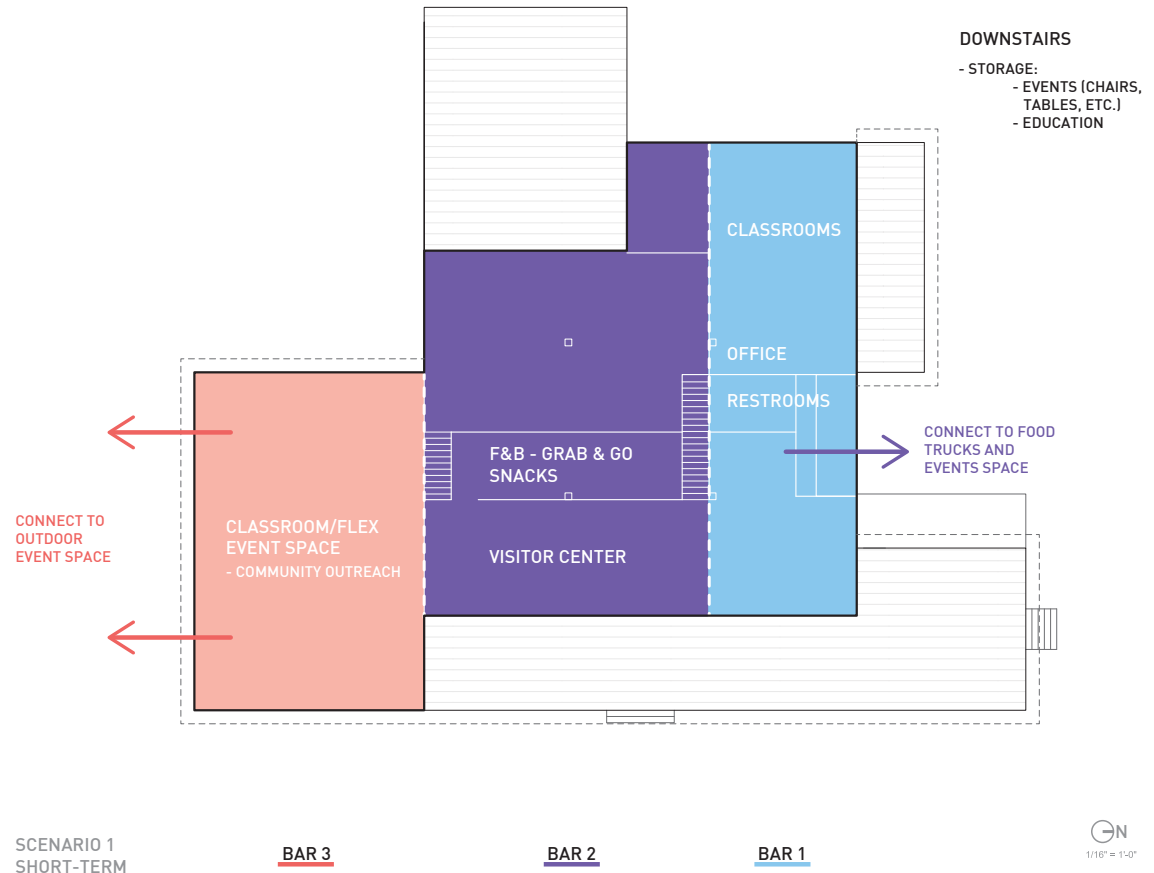 DOWNSTAIRS
- STORAGE:
- EVENTS (CHAIRS,
TABLES, ETC.)
- EDUCATION
CLASSROOMS
OFFICE
RESTROOMS
CONNECT TO FOOD
TRUCKS AND
EVENTS SPACE
F&B - GRAB & GO
SNACKS
VISITOR CENTER
CLASSROOM/FLEX
EVENT SPACE
- COMMUNITY OUTREACH
CONNECT TO
OUTDOOR
EVENT SPACE
SCENARIO 1
SHORT-TERM
BAR 3
BAR 2
BAR 1
N
1/16" = 1'-0"